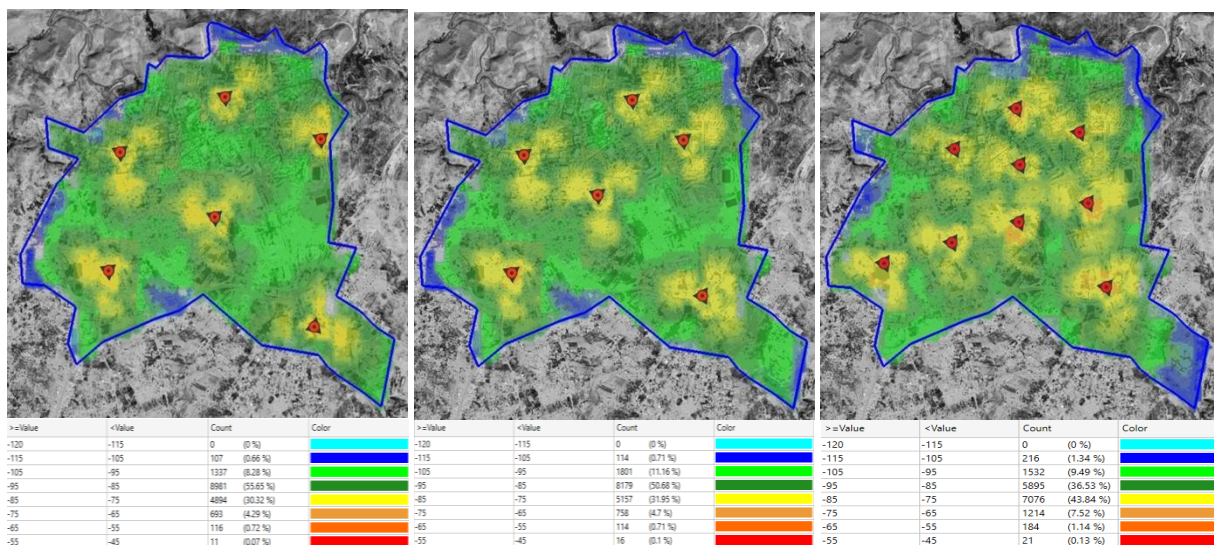 >=Value <Value Count Color
-120 -115 0 (0 %)
-115 -105 107 (0.66 %)
-105 -95 1337 (8.28 %)
-95 -85 8981 (55.65 %)
-85 -75 4894 (30.32 %)
-75 -65 693 (4.29 %)
-65 -55 116 (0.72 %)
-55 -45 11 (0.07 %)
>=Value <Value Count Color
-120 -115 0 (0 %)
-115 -105 114 (0.71 %)
-105 -95 1801 (11.16 %)
-95 -85 8179 (50.68 %)
-85 -75 5157 (31.95 %)
-75 -65 758 (4.7 %)
-65 -55 114 (0.71 %)
-55 -45 16 (0.1 %)
>=Value <Value Count Color
-120 -115 0 (0 %)
-115 -105 216 (1.34 %)
-105 -95 1532 (9.49 %)
-95 -85 5895 (36.53 %)
-85 -75 7076 (43.84 %)
-75 -65 1214 (7.52 %)
-65 -55 184 (1.14 %)
-55 -45 21 (0.13 %)